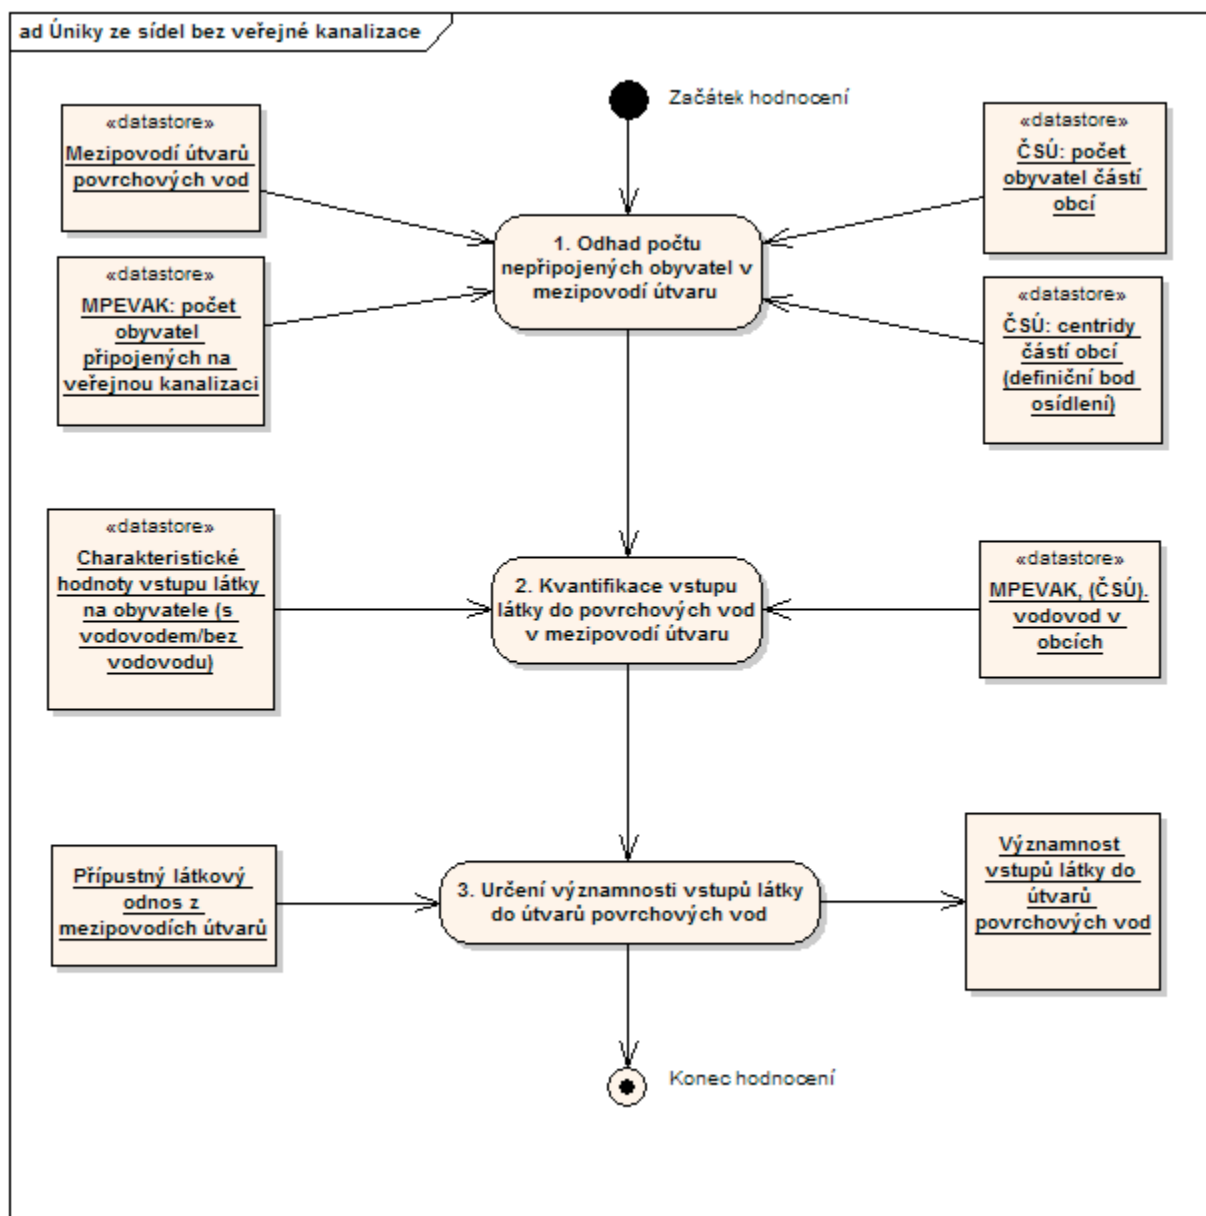 ad Úniky ze sídel bez veřejné kanalizace
Začátek hodnocení
«datastore»
Mezipovodí útvarů
povrchových vod
«datastore»
ČSÚ: počet
obyvatel částí
obcí
1. Odhad počtu
nepřipojených obyvatel v
mezipovodí útvaru
«datastore»
MPEVAK: počet
obyvatel
připojených na
veřejnou kanalizaci
«datastore»
ČSÚ: centridy
částí obcí
(definiční bod
osídlení)
«datastore»
Charakteristické
hodnoty vstupu látky
na obyvatele (s
vodovodem/bez
vodovodu)
2. Kvantifikace vstupu
látky do povrchových vod
v mezipovodí útvaru
«datastore»
MPEVAK, (ČSÚ).
vodovod v
obcích
Přípustný látkový
odnos z
mezipovodích útvarů
3. Určení významnosti vstupů látky
do útvarů povrchových vod
Významnost
vstupů látky do
útvarů
povrchových vod
Konec hodnocení